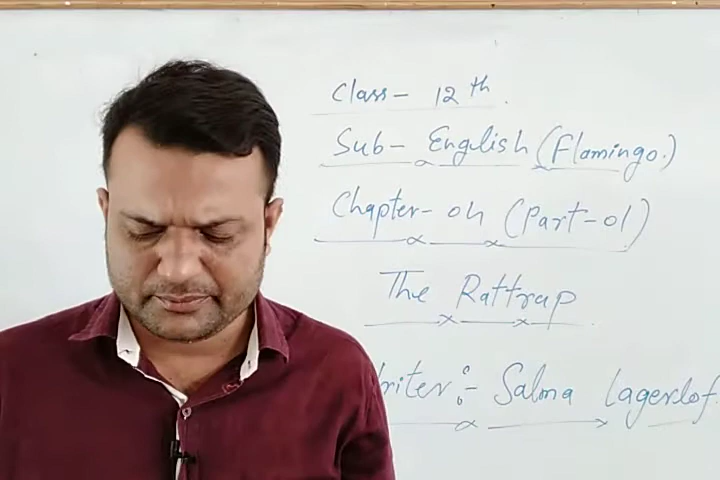 Class- 12th.
Sub- English (Flamingo.)
Chapter- 04 (Part-01)
The Rattrap
riter:- Salma Lagerlof.